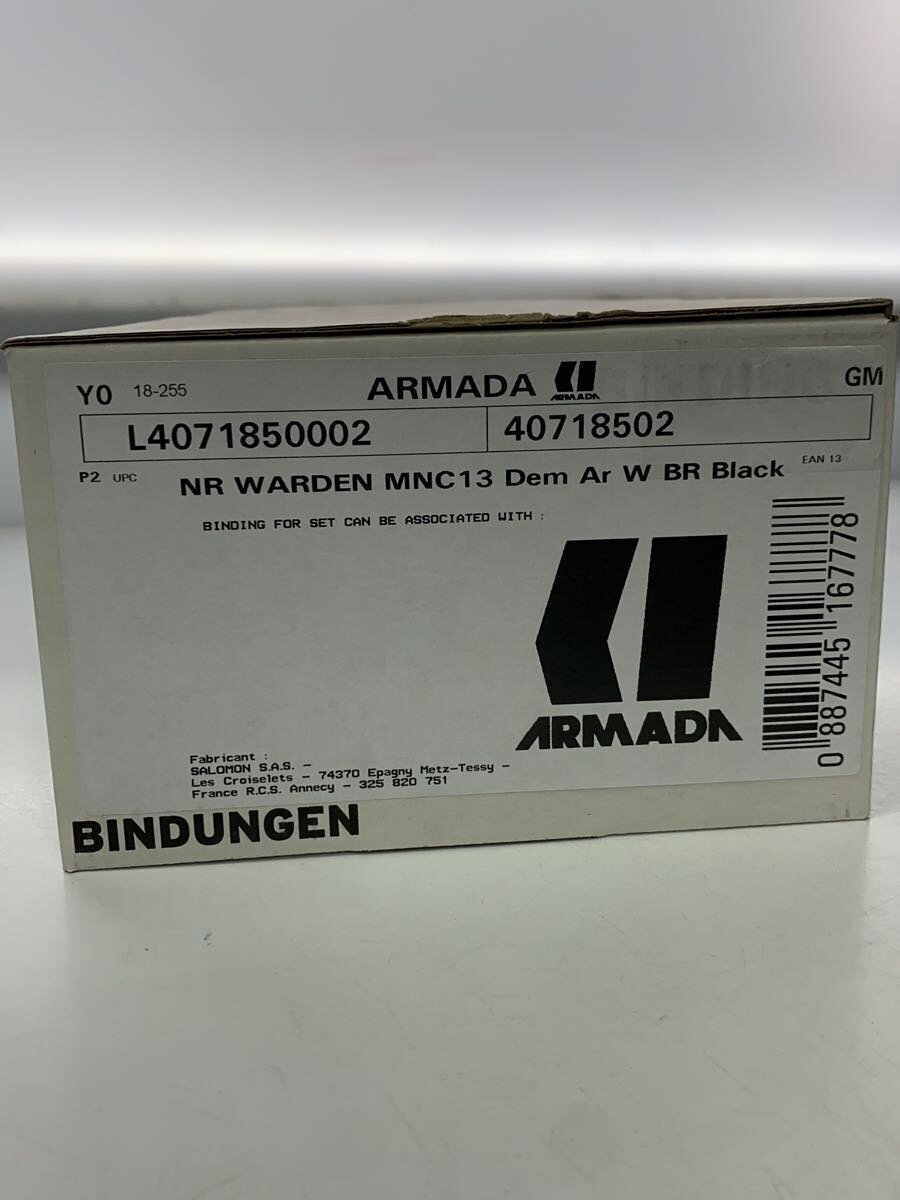 Y0 18-255 ARMADA ARMADA GM
L4071850002 40718502
P2 UPC NR WARDEN MNC13 Dem Ar W BR Black EAN 13
BINDING FOR SET CAN BE ASSOCIATED WITH :
ARMADA
0 887445 167778
Fabricant :
SALOMON S.A.S. -
Les Croiselets - 74370 Epagny Metz-Tessy -
France R.C.S. Annecy - 325 820 751
BINDUNGEN